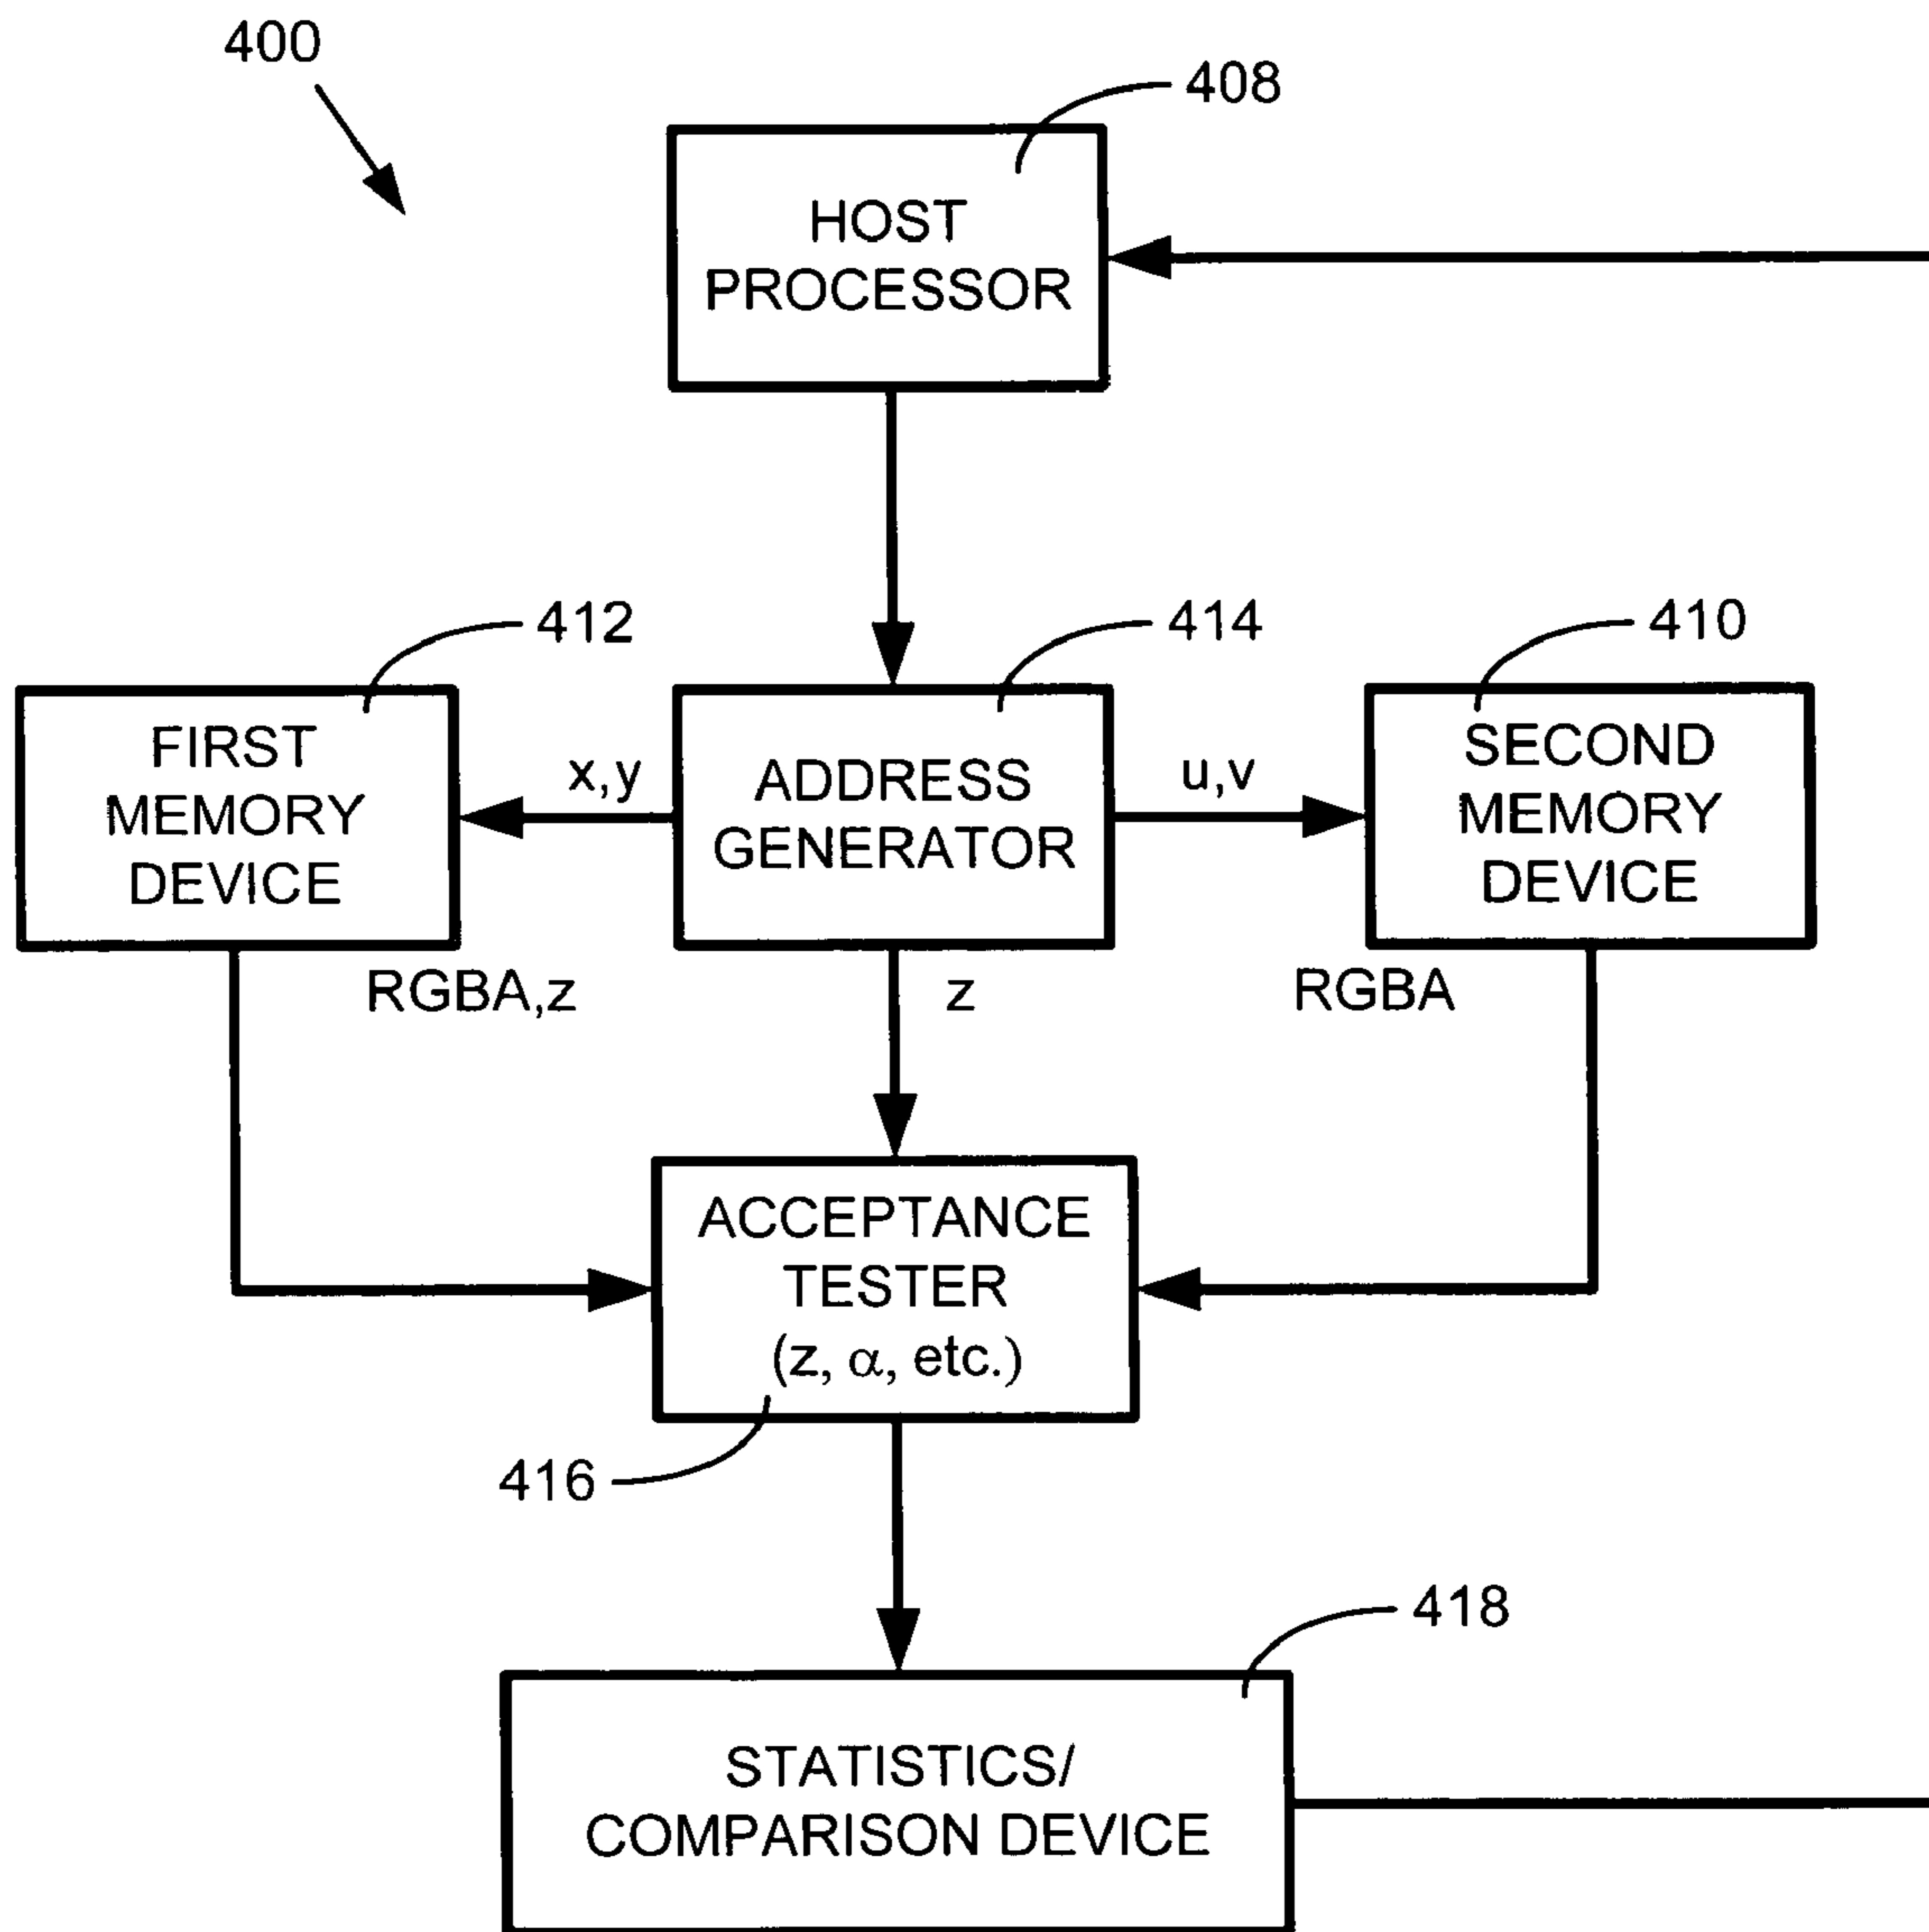 400
408
HOST
PROCESSOR
412
414
410
FIRST
MEMORY
DEVICE
x,y
ADDRESS
GENERATOR
u,v
SECOND
MEMORY
DEVICE
RGBA,z
z
RGBA
ACCEPTANCE
TESTER
(z, α, etc.)
416
418
STATISTICS/
COMPARISON DEVICE